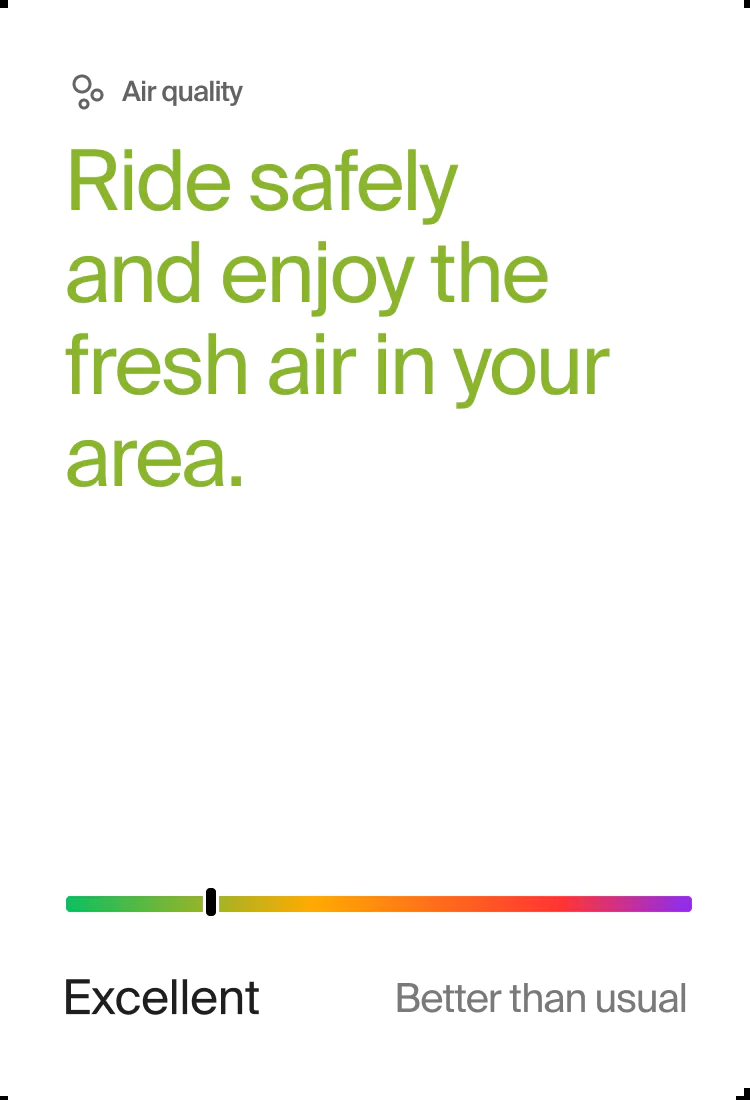 Air quality
Ride safely
and enjoy the
fresh air in your
area.
Excellent
Better than usual